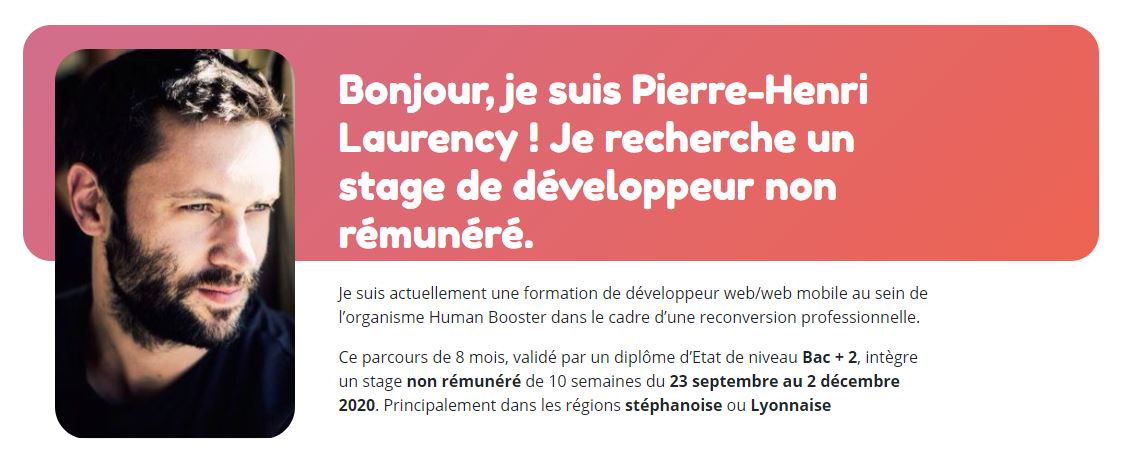 Bonjour, je suis Pierre-Henri
Laurency ! Je recherche un
stage de développeur non
rémunéré.
Je suis actuellement une formation de développeur web/web mobile au sein de
l’organisme Human Booster dans le cadre d’une reconversion professionnelle.
Ce parcours de 8 mois, validé par un diplôme d’Etat de niveau Bac + 2, intègre
un stage non rémunéré de 10 semaines du 23 septembre au 2 décembre
2020. Principalement dans les régions stéphanoise ou Lyonnaise